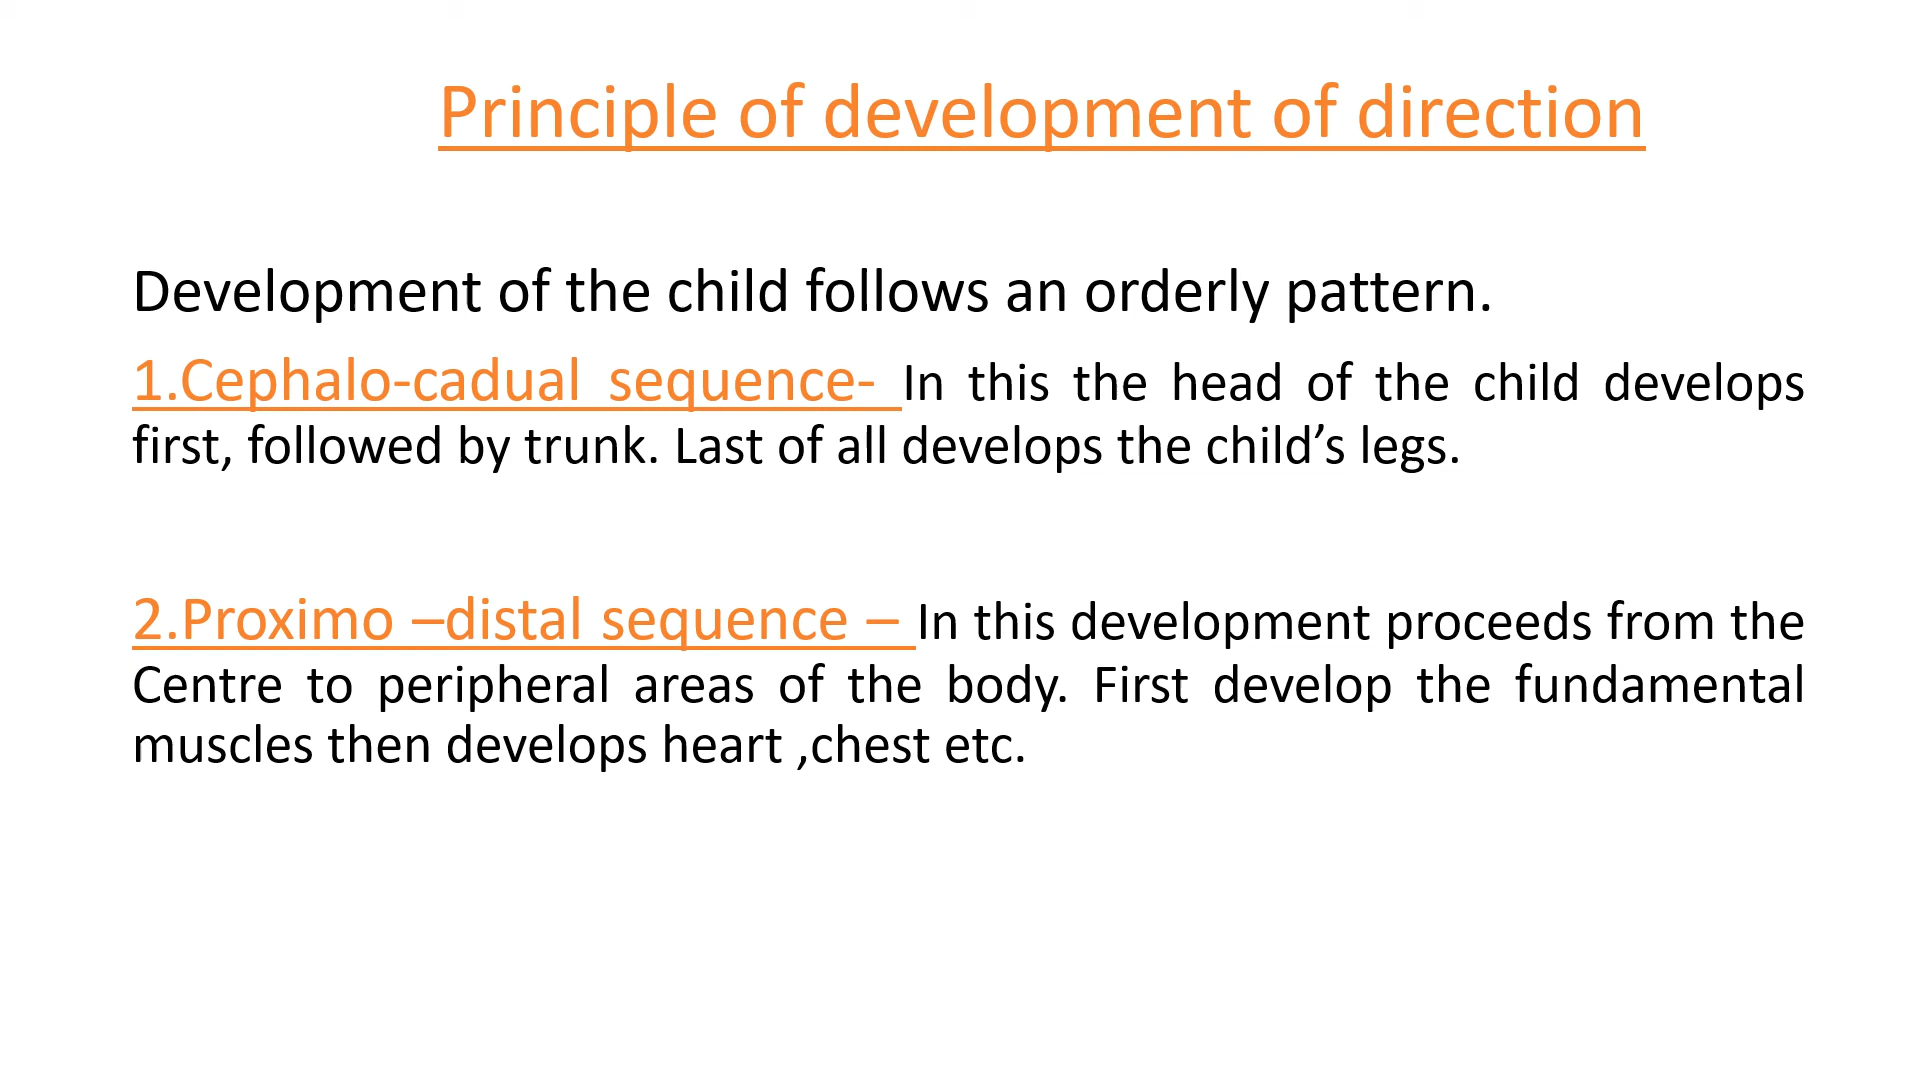 Principle of development of direction
Development of the child follows an orderly pattern.
1.Cephalo-cadual sequence- In this the head of the child develops
first, followed by trunk. Last of all develops the child’s legs.
2.Proximo –distal sequence – In this development proceeds from the
Centre to peripheral areas of the body. First develop the fundamental
muscles then develops heart ,chest etc.